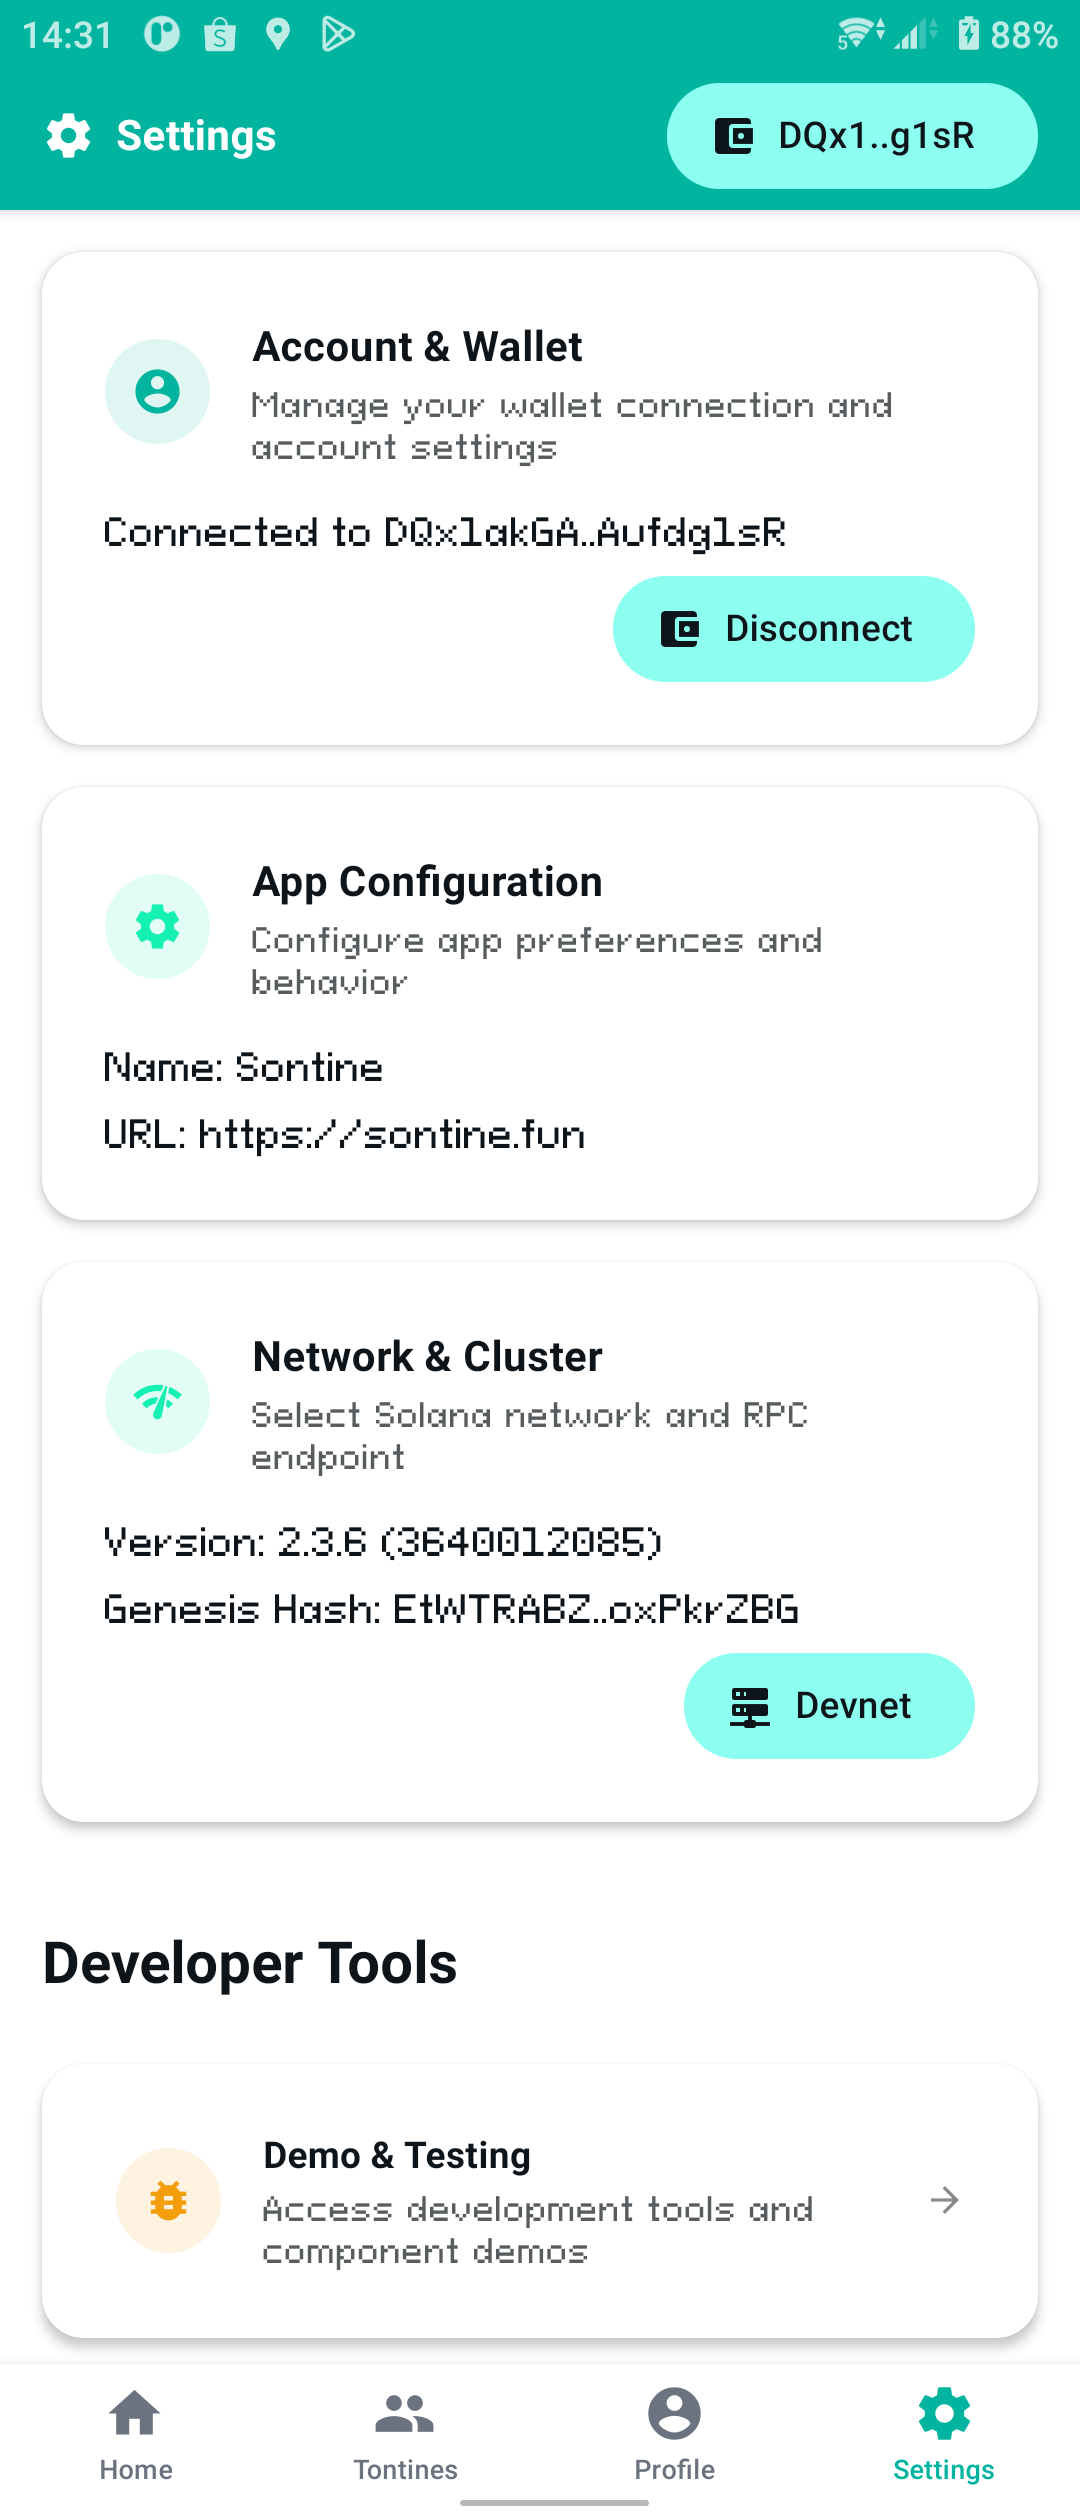 14:31
5
88%
Settings
DQx1..g1sR
Account & Wallet
Manage your wallet connection and
account settings
Connected to DQx1akGA..Aufdg1sR
Disconnect
App Configuration
Configure app preferences and
behavior
Name: Sontine
URL: https://sontine.fun
Network & Cluster
Select Solana network and RPC
endpoint
Version: 2.3.6 (3640012085)
Genesis Hash: EtWTRABZ..oxPkrZBG
Devnet
Developer Tools
Demo & Testing
Access development tools and
component demos
Home
Tontines
Profile
Settings